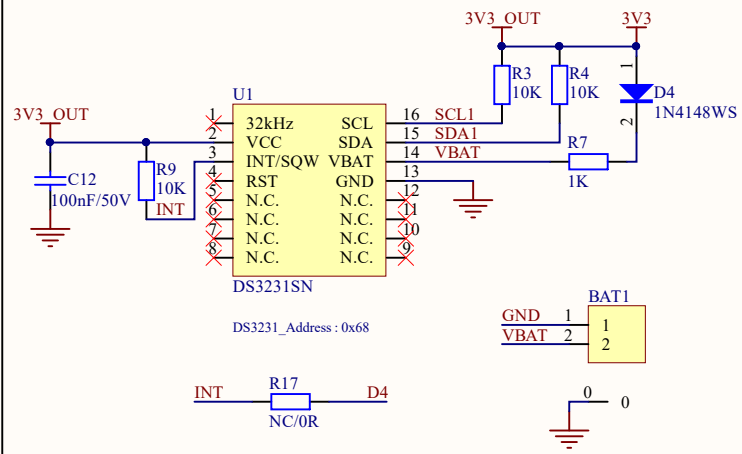 3V3_OUT
3V3
R3
10K
R4
10K
1
D4
1N4148WS
2
U1
3V3_OUT
1
32kHz
SCL
16
SCL1
2
VCC
SDA
15
SDA1
3
INT/SQW
VBAT
14
VBAT
R7
1K
4
RST
GND
13
5
N.C.
N.C.
12
6
N.C.
N.C.
11
7
N.C.
N.C.
10
8
N.C.
N.C.
9
C12
100nF/50V
R9
10K
INT
DS3231SN
DS3231_Address : 0x68
BAT1
GND
1
1
VBAT
2
2
INT
R17
D4
NC/0R
0
0